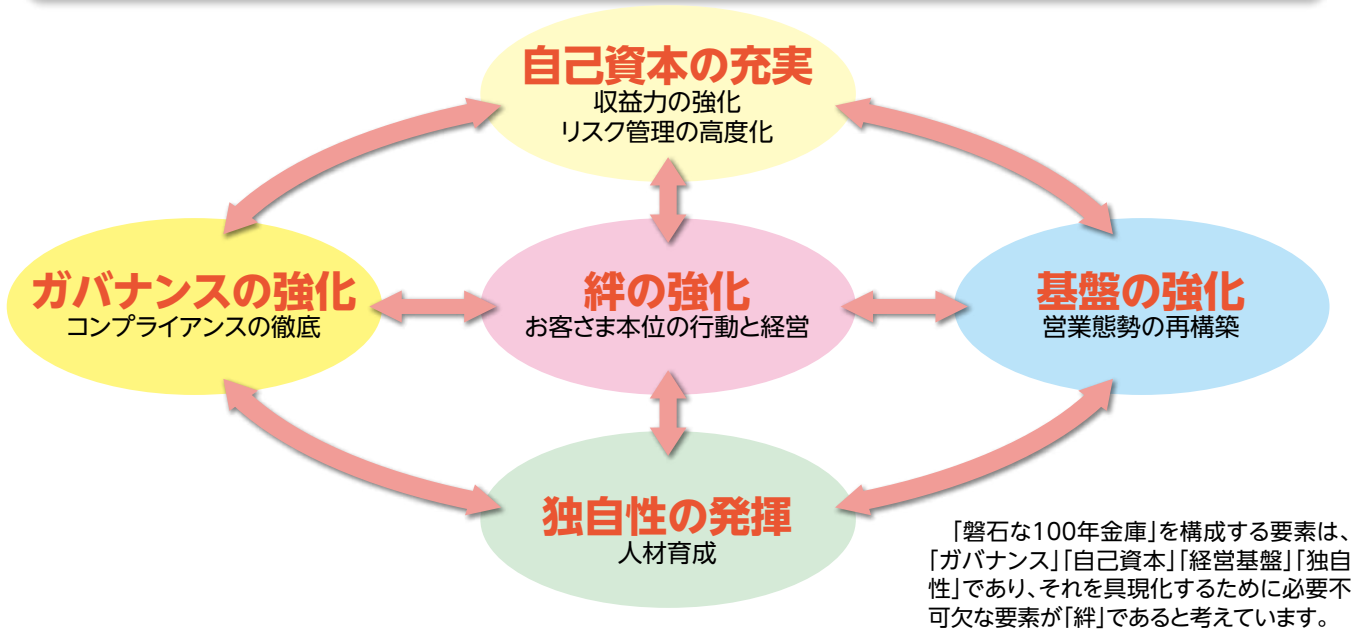 自己資本の充実
収益力の強化
リスク管理の高度化
ガバナンスの強化
コンプライアンスの徹底
絆の強化
お客さま本位の行動と経営
基盤の強化
営業態勢の再構築
独自性の発揮
人材育成
「磐石な100年金庫」を構成する要素は、
「ガバナンス」「自己資本」「経営基盤」「独自
性」であり、それを具現化するために必要不
可欠な要素が「絆」であると考えています。